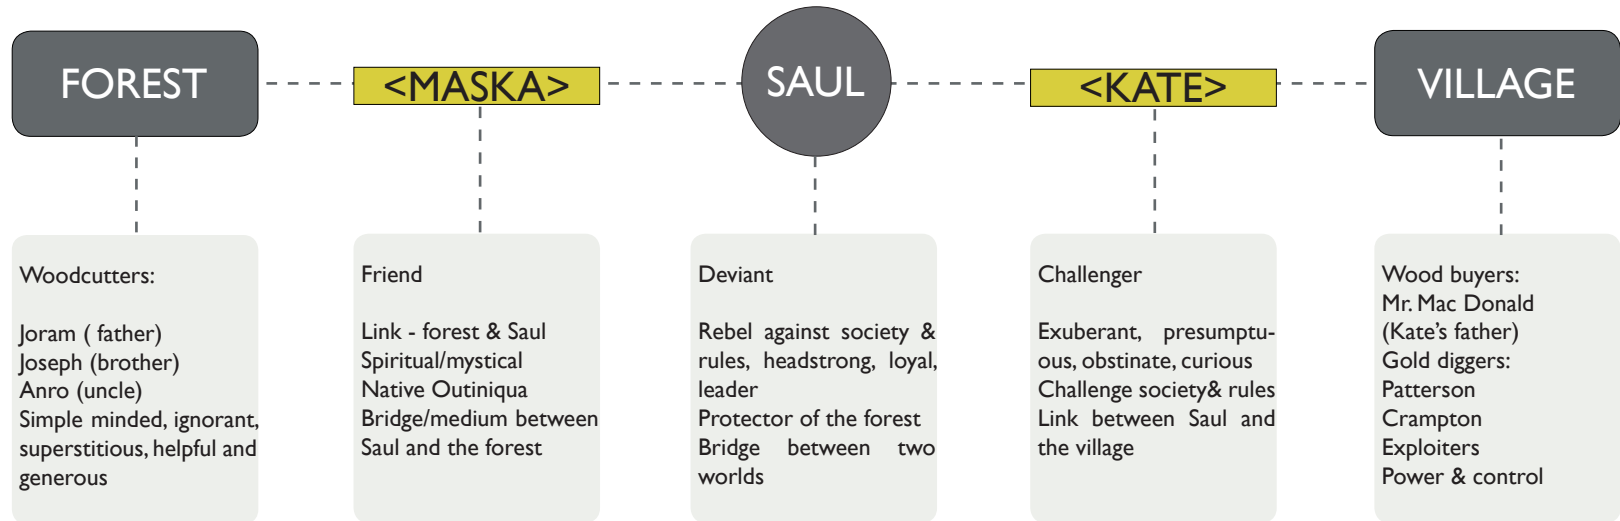 FOREST
<MASKA>
SAUL
<KATE>
VILLAGE
Woodcutters:
Joram ( father)
Joseph (brother)
Anro (uncle)
Simple minded, ignorant,
superstitious, helpful and
generous
Friend
Link - forest & Saul
Spiritual/mystical
Native Outiniqua
Bridge/medium between
Saul and the forest
Deviant
Rebel against society &
rules, headstrong, loyal,
leader
Protector of the forest
Bridge between two
worlds
Challenger
Exuberant, presumptu-
ous, obstinate, curious
Challenge society& rules
Link between Saul and
the village
Wood buyers:
Mr. Mac Donald
(Kate’s father)
Gold diggers:
Patterson
Crampton
Exploiters
Power & control